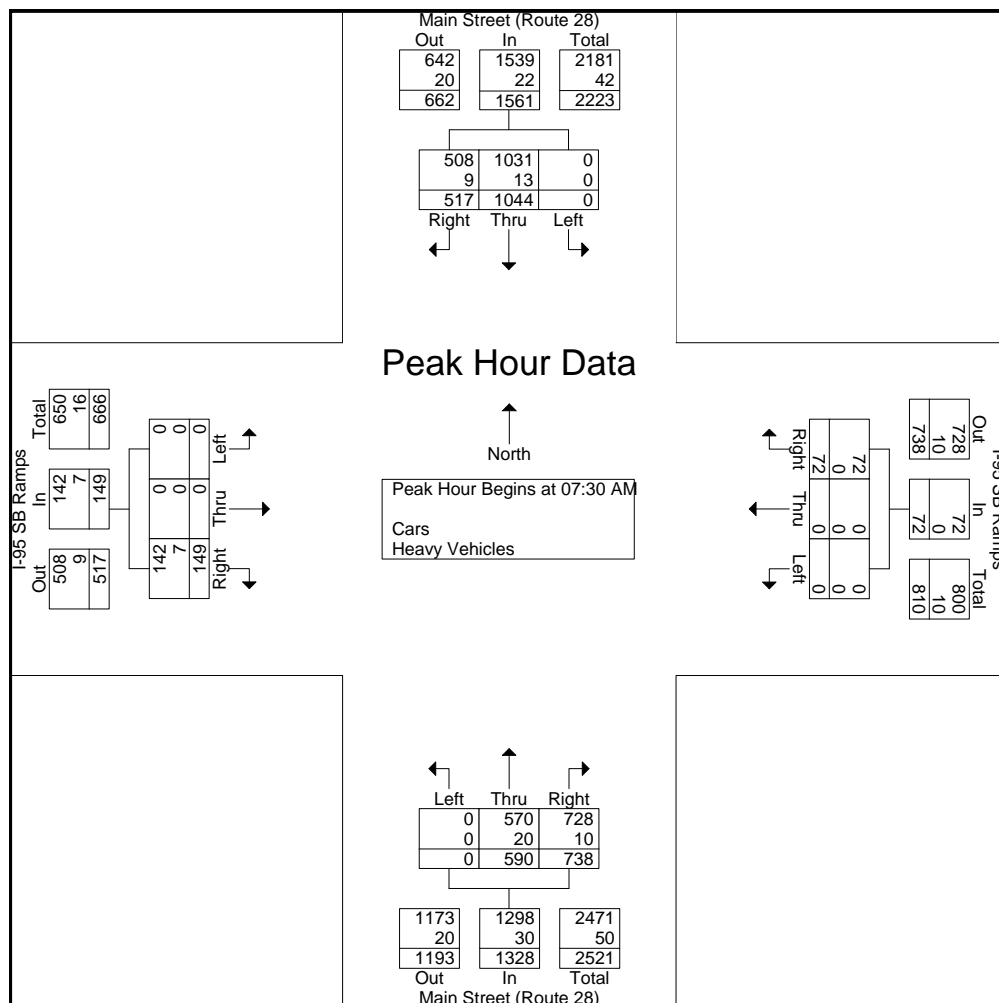 Main Street (Route 28)
Out In Total
642 1539 2181
20 22 42
662 1561 2223
508 1031 0
9 13 0
517 1044 0
Right Thru Left
Peak Hour Data
North
Peak Hour Begins at 07:30 AM
Cars
Heavy Vehicles
I-95 SB Ramps
Out In Total
508 142 650
9 7 16
517 149 666
Right Thru Left
142 0 0
7 0 0
149 0 0
I-95 SB Ramps
Out In Total
728 72 800
10 0 10
738 72 810
Right Thru Left
72 0 0
0 0 0
72 0 0
Left Thru Right
0 570 728
0 20 10
0 590 738
1173 1298 2471
20 30 50
1193 1328 2521
Out In Total
Main Street (Route 28)